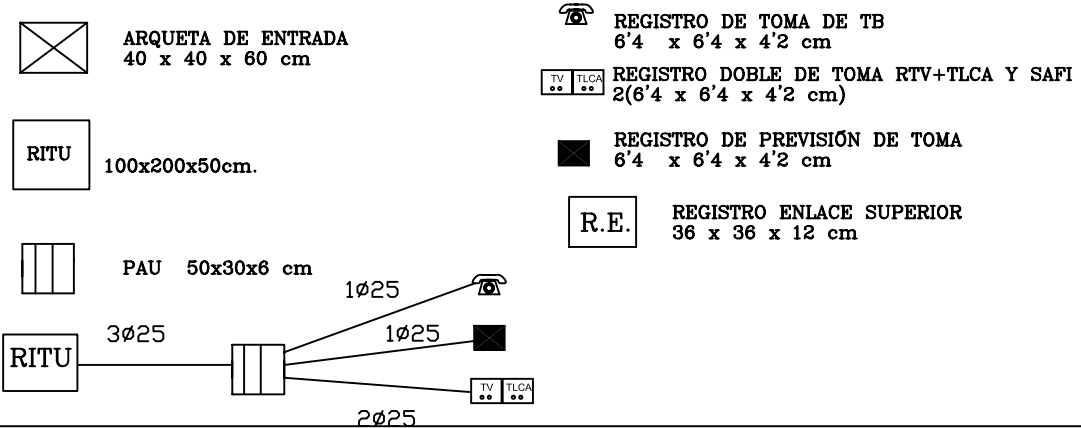 ARQUETA DE ENTRADA
40 x 40 x 60 cm
RITU
100x200x50cm.
PAU 50x30x6 cm
REGISTRO DE TOMA DE TB
6'4 x 6'4 x 4'2 cm
TV TLCA
REGISTRO DOBLE DE TOMA RTV+TLCA Y SAFI
2(6'4 x 6'4 x 4'2 cm)
REGISTRO DE PREVISIÓN DE TOMA
6'4 x 6'4 x 4'2 cm
R.E.
REGISTRO ENLACE SUPERIOR
36 x 36 x 12 cm
RITU
3ø25
1ø25
1ø25
TV TLCA
2ø25